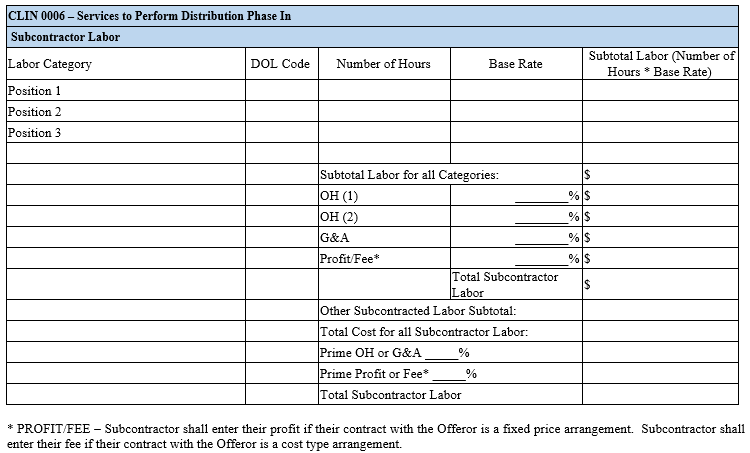 CLIN 0006 – Services to Perform Distribution Phase In
Subcontractor Labor
Labor Category DOL Code Number of Hours Base Rate Subtotal Labor (Number of
Hours * Base Rate)
Position 1
Position 2
Position 3
Subtotal Labor for all Categories: $
OH (1) ________% $
OH (2) ________% $
G&A ________% $
Profit/Fee* ________% $
Total Subcontractor
Labor $
Other Subcontracted Labor Subtotal:
Total Cost for all Subcontractor Labor:
Prime OH or G&A _____%
Prime Profit or Fee* _____%
Total Subcontractor Labor
* PROFIT/FEE – Subcontractor shall enter their profit if their contract with the Offeror is a fixed price arrangement. Subcontractor shall
enter their fee if their contract with the Offeror is a cost type arrangement.